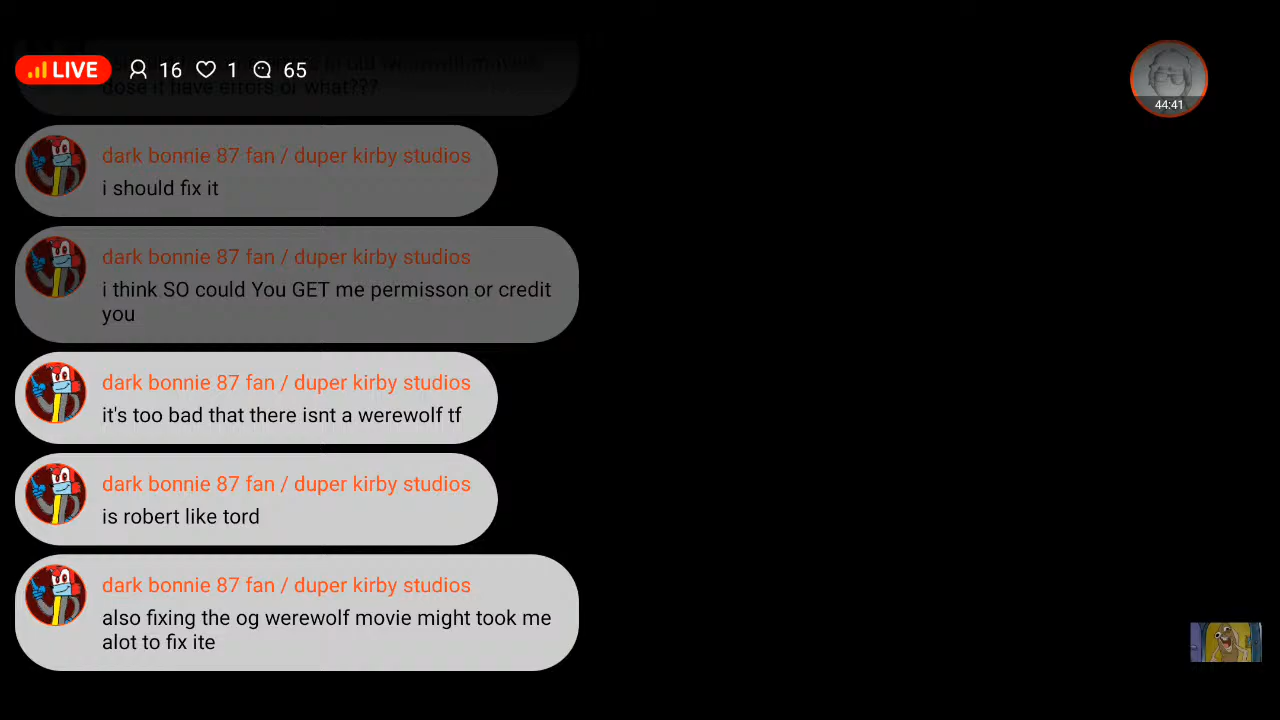 LIVE 16 1 65
dose it have errors or what???
dark bonnie 87 fan / duper kirby studios
i should fix it
dark bonnie 87 fan / duper kirby studios
i think SO could You GET me permisson or credit
you
dark bonnie 87 fan / duper kirby studios
it's too bad that there isnt a werewolf tf
dark bonnie 87 fan / duper kirby studios
is robert like tord
dark bonnie 87 fan / duper kirby studios
also fixing the og werewolf movie might took me
alot to fix ite
44:41